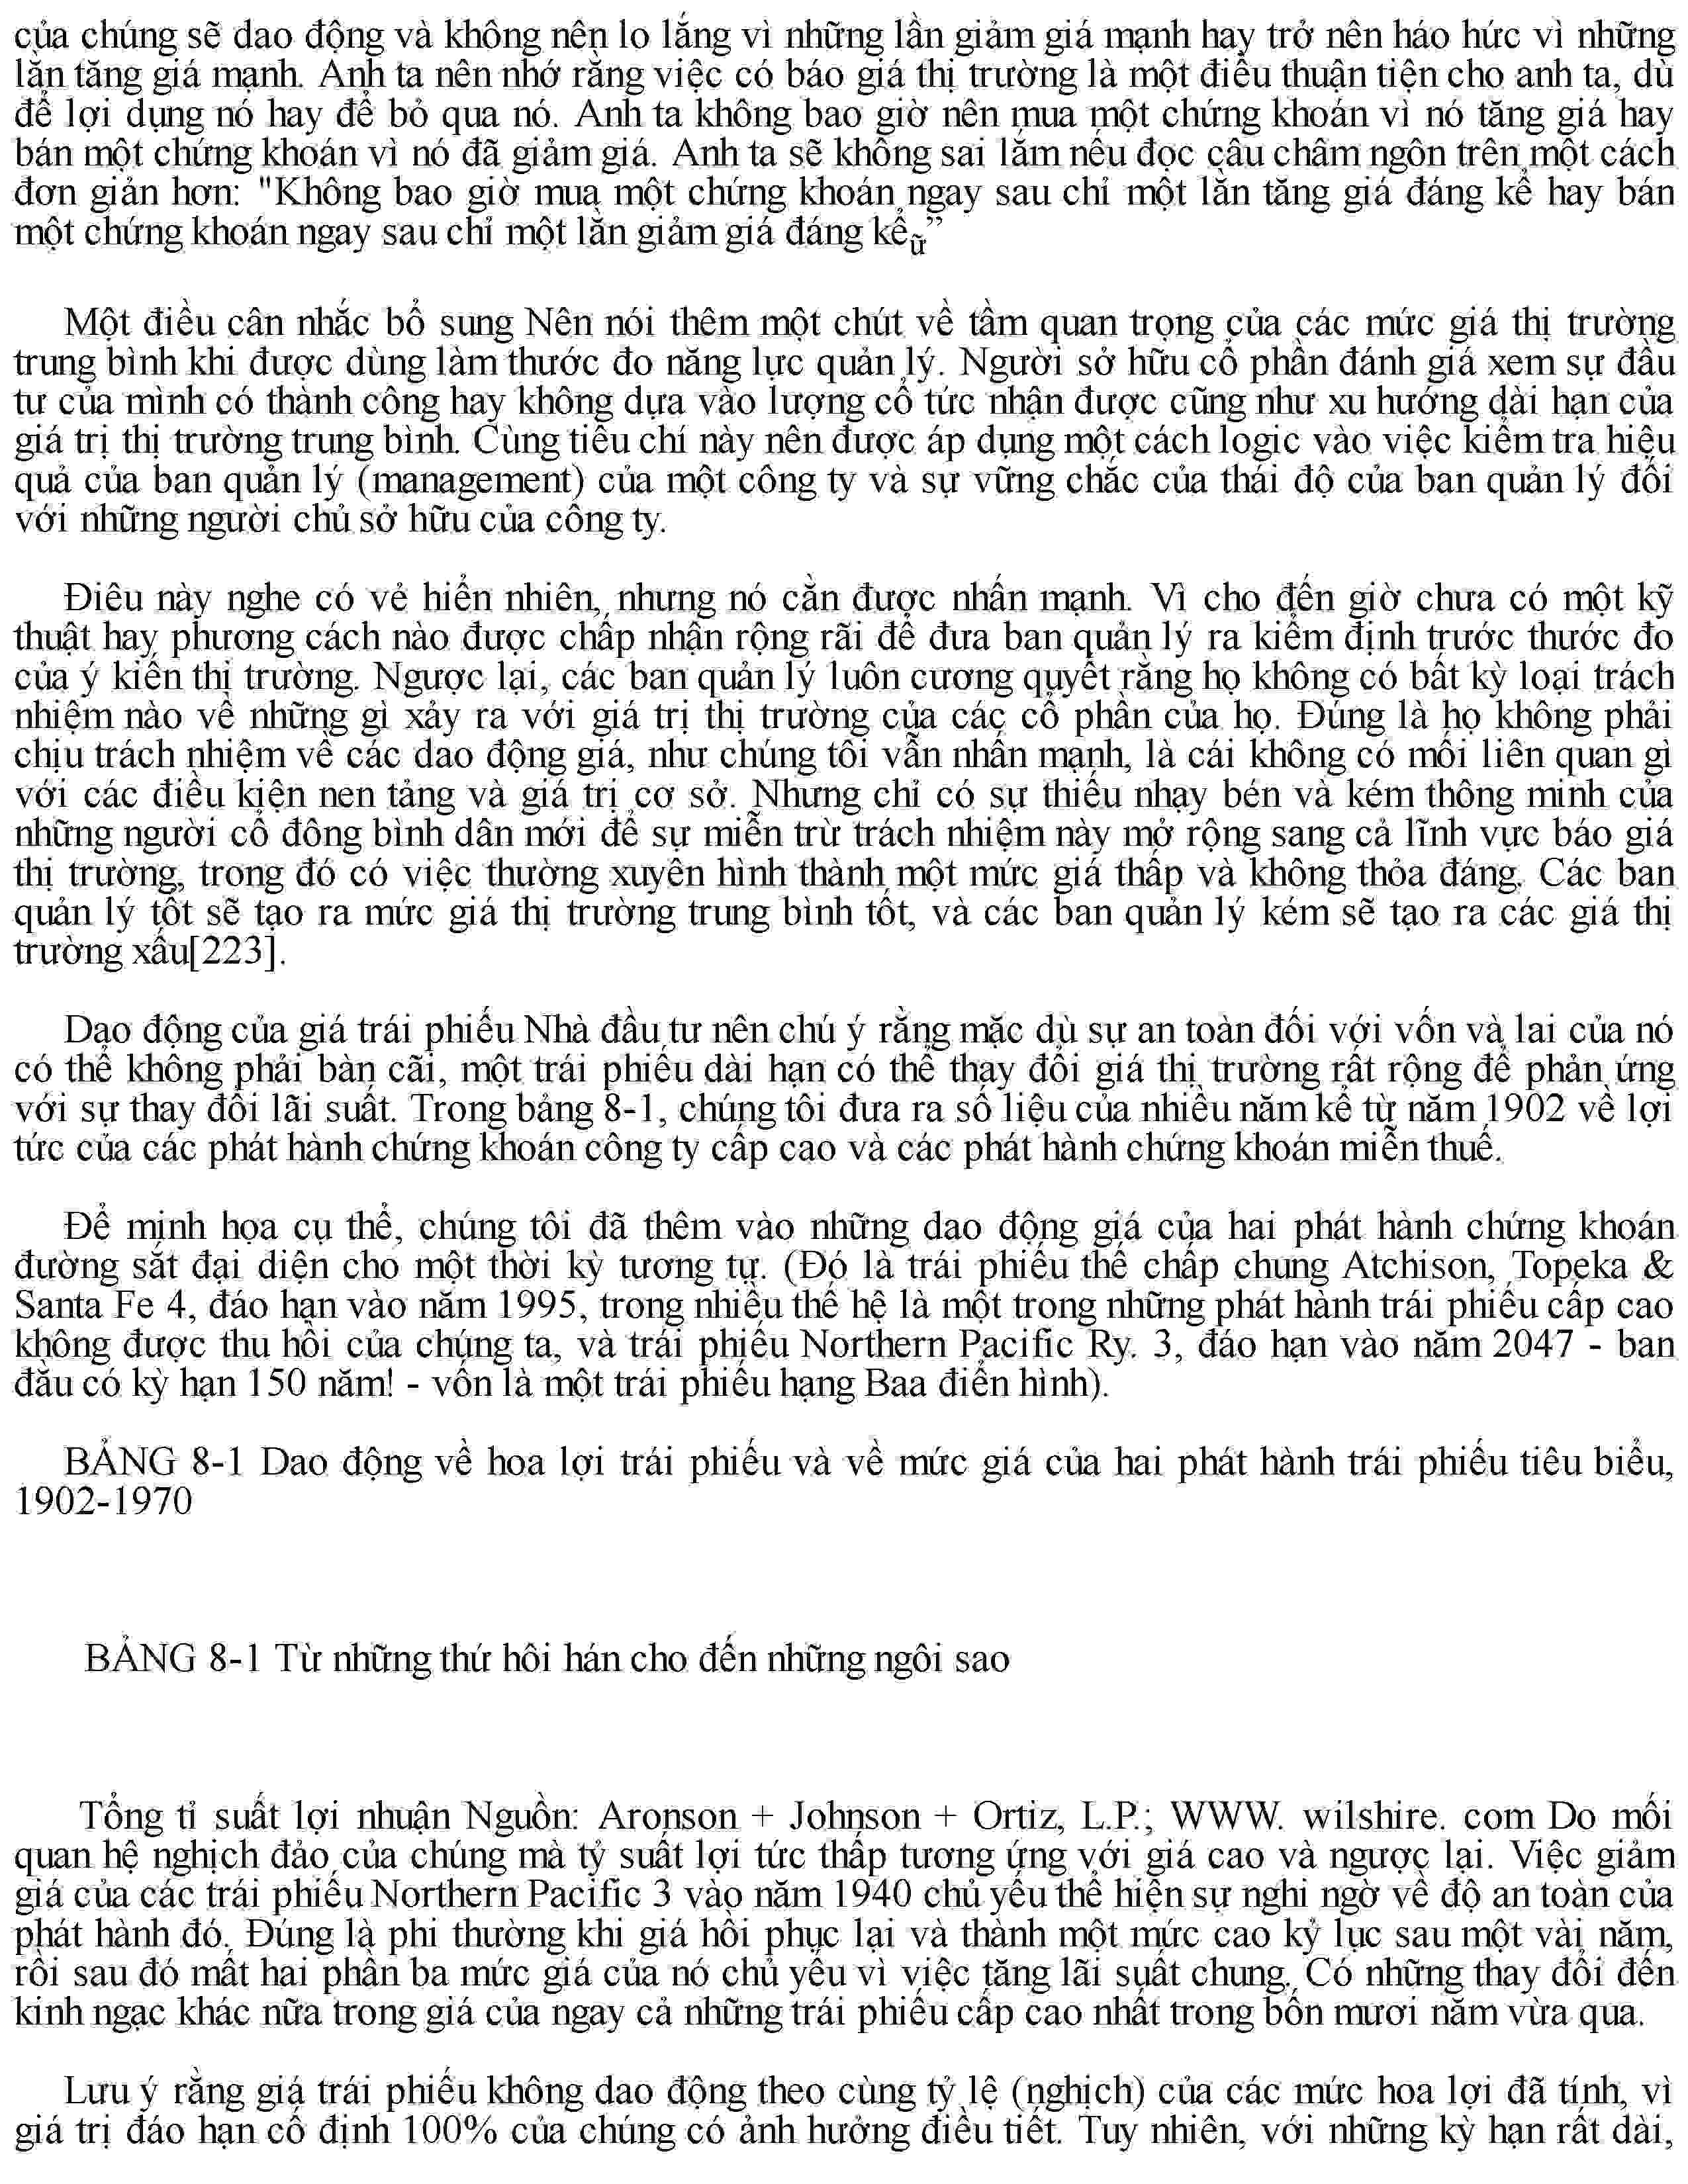 của chúng sẽ dao động và không nên lo lắng vì những lần giảm giá mạnh hay trở nên háo hức vì những
lần tăng giá mạnh. Anh ta nên nhớ rằng việc có báo giá thị trường là một điều thuận tiện cho anh ta, dù
để lợi dụng nó hay để bỏ qua nó. Anh ta không bao giờ nên mua một chứng khoán vì nó tăng giá hay
bán một chứng khoán vì nó đã giảm giá. Anh ta sẽ không sai lắm nếu đọc câu châm ngôn trên một cách
đơn giản hơn: "Không bao giờ mua một chứng khoán ngay sau chỉ một lần tăng giá đáng kể hay bán
một chứng khoán ngay sau chỉ một lần giảm giá đáng kểữ”
Một điều cân nhắc bổ sung Nên nói thêm một chút về tầm quan trọng của các mức giá thị trường
trung bình khi được dùng làm thước đo năng lực quản lý. Người sở hữu cổ phần đánh giá xem sự đầu
tư của mình có thành công hay không dựa vào lượng cổ tức nhận được cũng như xu hướng dài hạn của
giá trị thị trường trung bình. Cùng tiêu chí này nên được áp dụng một cách logic vào việc kiểm tra hiệu
quả của ban quản lý (management) của một công ty và sự vững chắc của thái độ của ban quản lý đối
với những người chủ sở hữu của công ty.
Điêu này nghe có vẻ hiển nhiên, nhưng nó cần được nhấn mạnh. Vì cho đến giờ chưa có một kỹ
thuật hay phương cách nào được chấp nhận rộng rãi để đưa ban quản lý ra kiểm định trước thước đo
của ý kiến thị trường. Ngược lại, các ban quản lý luôn cương quyết rằng họ không có bất kỳ loại trách
nhiệm nào về những gì xảy ra với giá trị thị trường của các cổ phần của họ. Đúng là họ không phải
chịu trách nhiệm về các dao động giá, như chúng tôi vẫn nhấn mạnh, là cái không có mối liên quan gì
với các điều kiện nen tảng và giá trị cơ sở. Nhưng chỉ có sự thiếu nhạy bén và kém thông minh của
những người cổ đông bình dân mới để sự miễn trừ trách nhiệm này mở rộng sang cả lĩnh vực báo giá
thị trường, trong đó có việc thường xuyên hình thành một mức giá thấp và không thỏa đáng. Các ban
quản lý tốt sẽ tạo ra mức giá thị trường trung bình tốt, và các ban quản lý kém sẽ tạo ra các giá thị
trường xấu[223].
Dao động của giá trái phiếu Nhà đầu tư nên chú ý rằng mặc dù sự an toàn đối với vốn và lai của nó
có thể không phải bàn cãi, một trái phiếu dài hạn có thể thay đổi giá thị trường rất rộng để phản ứng
với sự thay đổi lãi suất. Trong bảng 8-1, chúng tôi đưa ra số liệu của nhiều năm kể từ năm 1902 về lợi
tức của các phát hành chứng khoán công ty cấp cao và các phát hành chứng khoán miễn thuế.
Để minh họa cụ thể, chúng tôi đã thêm vào những dao động giá của hai phát hành chứng khoán
đường sắt đại diện cho một thời kỳ tương tự. (Đó là trái phiếu thế chấp chung Atchison, Topeka &
Santa Fe 4, đáo hạn vào năm 1995, trong nhiều thế hệ là một trong những phát hành trái phiếu cấp cao
không được thu hồi của chúng ta, và trái phiếu Northern Pacific Ry. 3, đáo hạn vào năm 2047 - ban
đầu có kỳ hạn 150 năm! - vốn là một trái phiếu hạng Baa điển hình).
BẢNG 8-1 Dao động về hoa lợi trái phiếu và về mức giá của hai phát hành trái phiếu tiêu biểu,
1902-1970
BẢNG 8-1 Từ những thứ hôi hán cho đến những ngôi sao
Tổng tỉ suất lợi nhuận Nguồn: Aronson + Johnson + Ortiz, L.P.; WWW. wilshire. com Do mối
quan hệ nghịch đảo của chúng mà tỷ suất lợi tức thấp tương ứng với giá cao và ngược lại. Việc giảm
giá của các trái phiếu Northern Pacific 3 vào năm 1940 chủ yếu thể hiện sự nghi ngờ về độ an toàn của
phát hành đó. Đúng là phi thường khi giá hồi phục lại và thành một mức cao kỷ lục sau một vài năm,
rồi sau đó mất hai phần ba mức giá của nó chủ yếu vì việc tăng lãi suất chung. Có những thay đổi đến
kinh ngạc khác nữa trong giá của ngay cả những trái phiếu cấp cao nhất trong bốn mươi năm vừa qua.
Lưu ý rằng giá trái phiếu không dao động theo cùng tỷ lệ (nghịch) của các mức hoa lợi đã tính, vì
giá trị đáo hạn cố định 100% của chúng có ảnh hưởng điều tiết. Tuy nhiên, với những kỳ hạn rất dài,